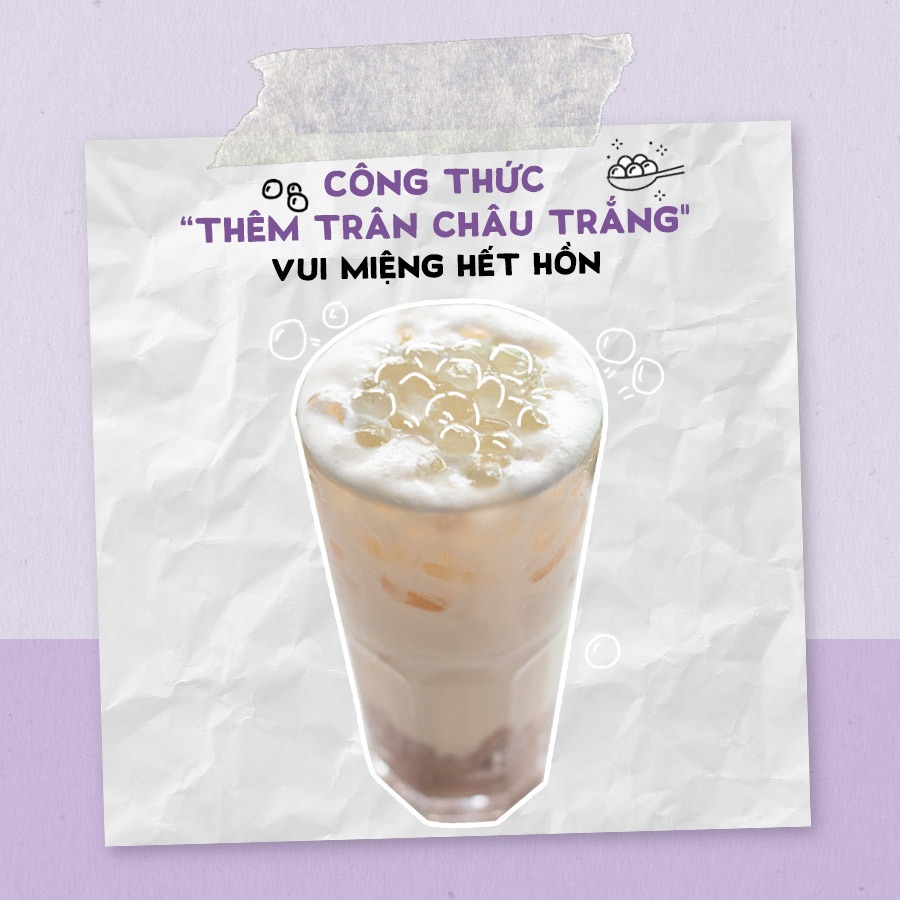 CÔNG THỨC
“THÊM TRÂN CHÂU TRẮNG"
VUI MIỆNG HẾT HỒN